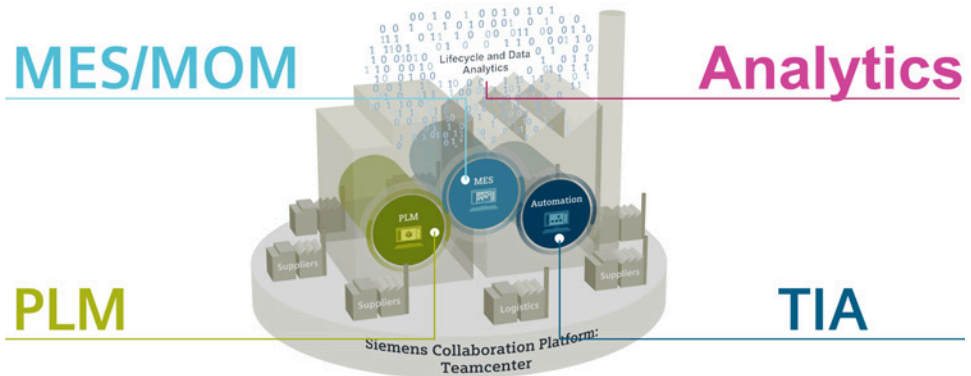 MES/MOM
Analytics
Lifecycle and Data
Analytics
MES
PLM
Automation
Suppliers
Suppliers
Logistics
Suppliers
PLM
TIA
Siemens Collaboration Platform:
Teamcenter